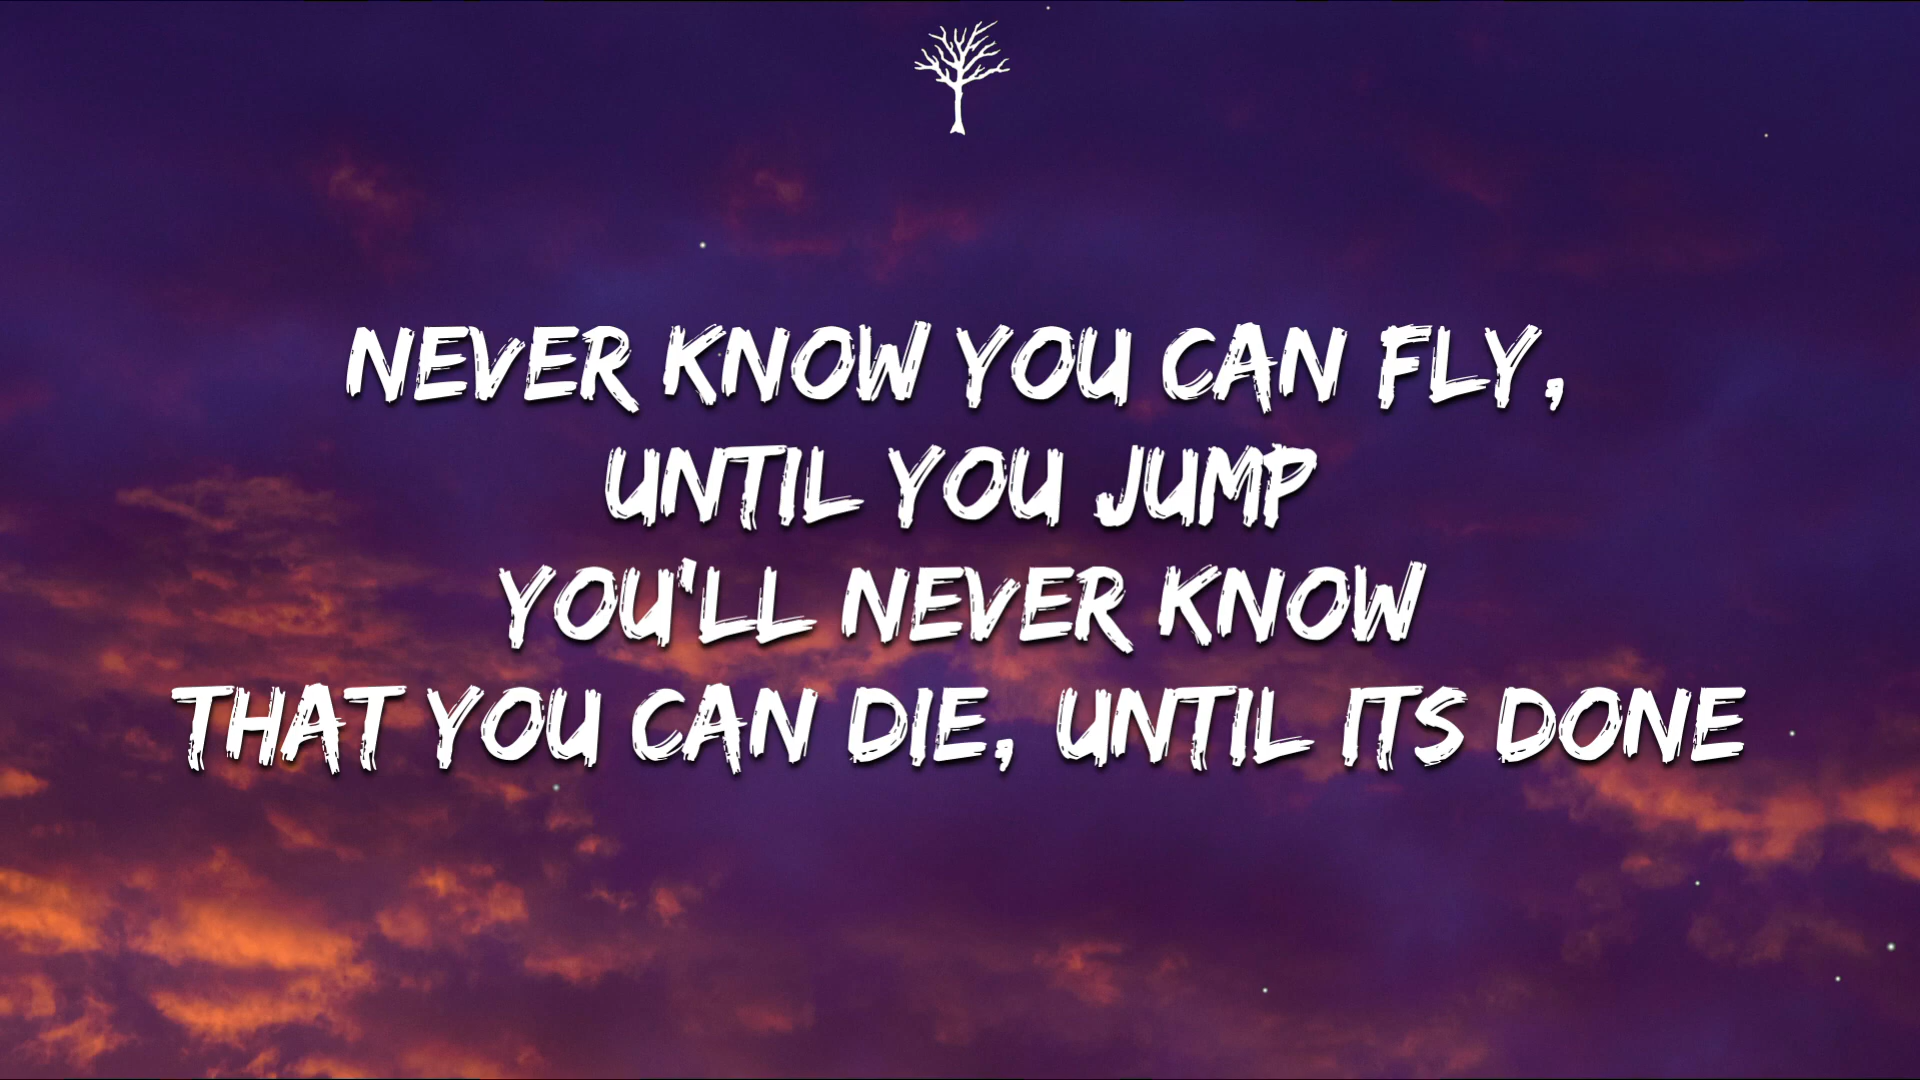 NEVER KNOW YOU CAN FLY,
UNTIL YOU JUMP
YOU'LL NEVER KNOW
THAT YOU CAN DIE, UNTIL ITS DONE